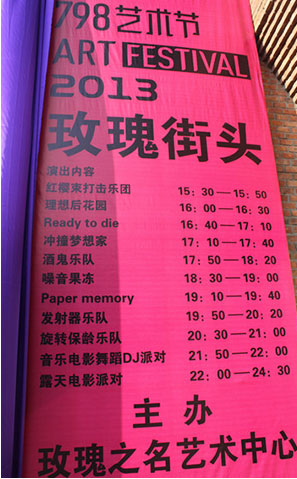 798艺术节
ART FESTIVAL
2013
玫瑰街头
演出内容
红樱束打击乐团 15：30—15：50
理想后花园 16：00—16：30
Ready to die 16：40—17：10
冲撞梦想家 17：10—17：40
酒鬼乐队 17：50—18：20
噪音果冻 18：30—19：00
Paper memory 19：10—19：40
发射器乐队 19：50—20：20
旋转保龄乐队 20：30—21：00
音乐电影舞蹈DJ派对 21：50—22：00
露天电影派对 22：00—24：30
主办
玫瑰之名艺术中心